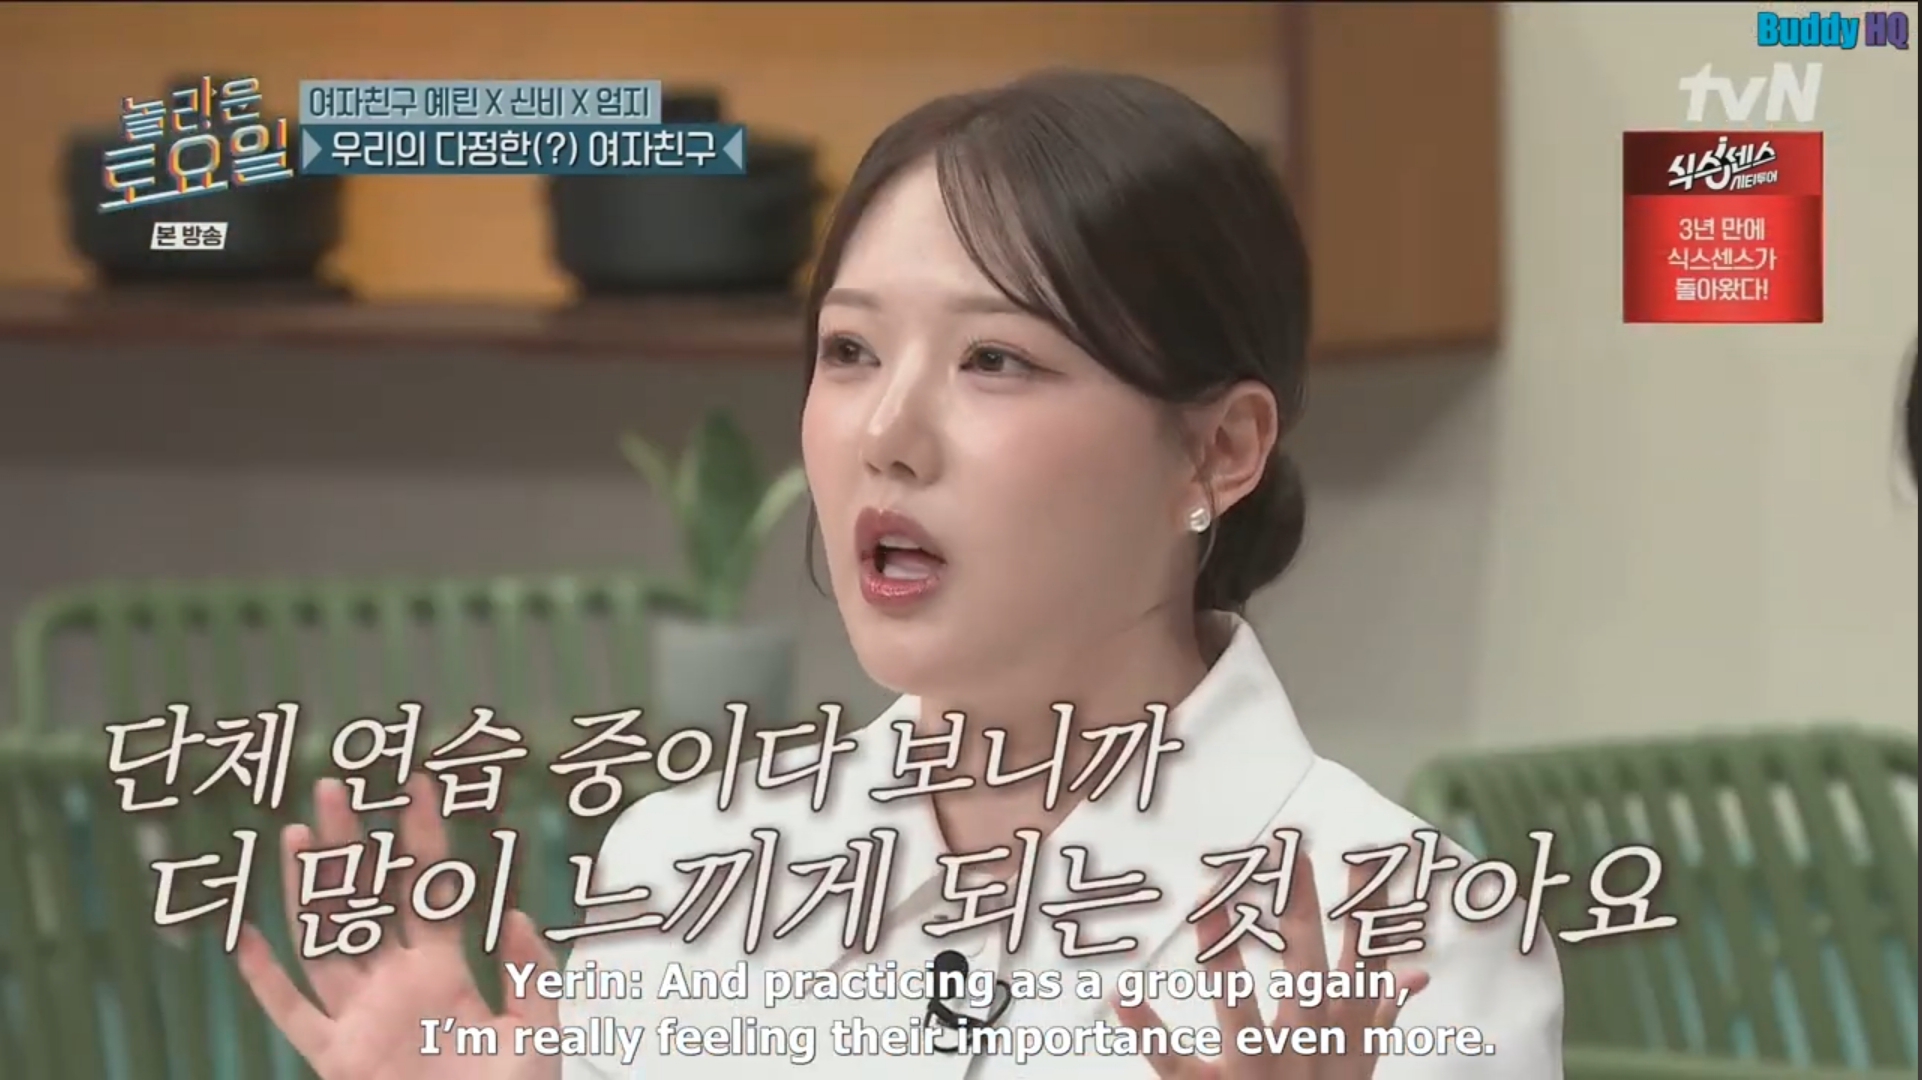 Buddy HQ
놀라운
토요일
본 방송
여자친구 예린 X 신비 X 엄지
우리의 다정한(?) 여자친구
tvN
식스센스
시티투어
3년 만에
식스센스가
돌아왔다!
단체 연습 중이다 보니까
더 많이 느끼게 되는 것 같아요
Yerin: And practicing as a group again,
I'm really feeling their importance even more.